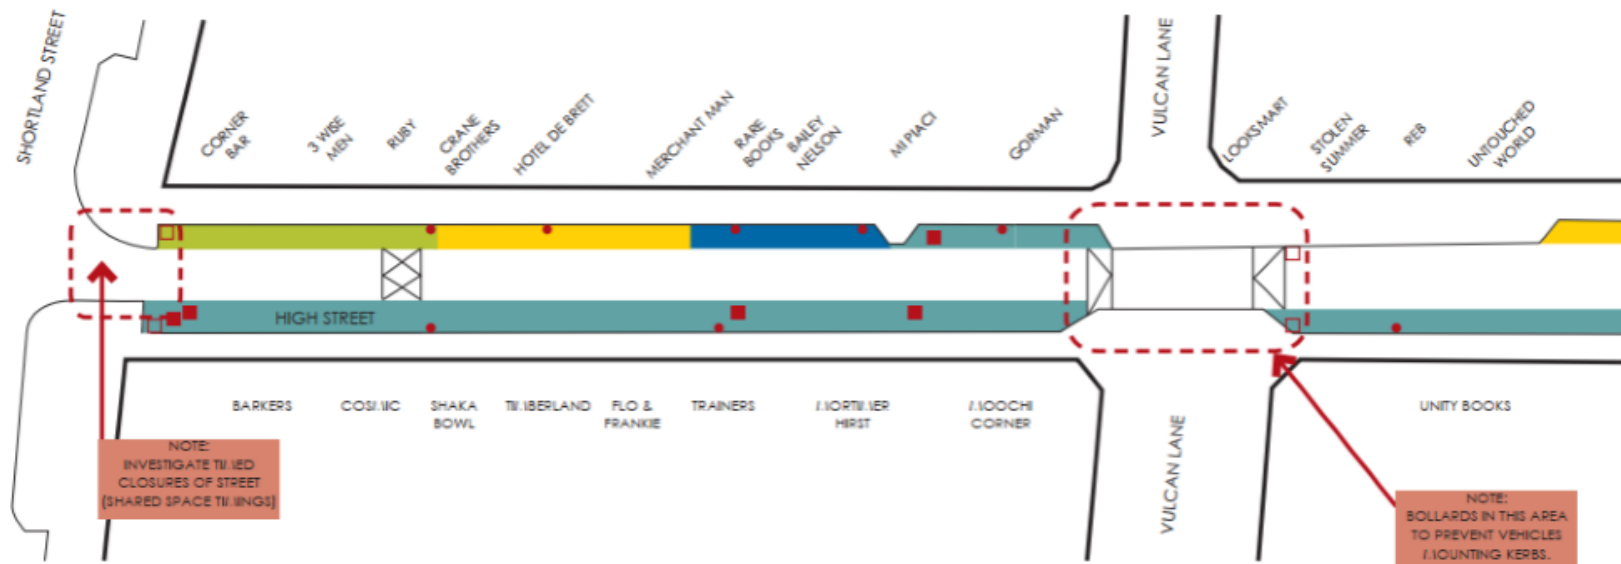 SHORTLAND STREET
CORNER
BAR
3 WISE
MEN
RUBY
CRANE
BROTHERS
HOTEL DE BRETT
MERCHANT MAN
RARE
BOOKS
BAILEY
NELSON
MI PIACI
GORMAN
VULCAN LANE
LOOKSMART
STOLEN
SUMMER
REB
UNTOUCHED
WORLD
HIGH STREET
BARKERS
COSMIC
SHAKA
BOWL
TIMBERLAND
FLO &
FRANKIE
TRAINERS
MORTIMER
HIRST
MOOCHI
CORNER
VULCAN LANE
UNITY BOOKS
NOTE:
INVESTIGATE TIMED
CLOSURES OF STREET
(SHARED SPACE TIMINGS)
NOTE:
BOLLARDS IN THIS AREA
TO PREVENT VEHICLES
MOUNTING KERBS.